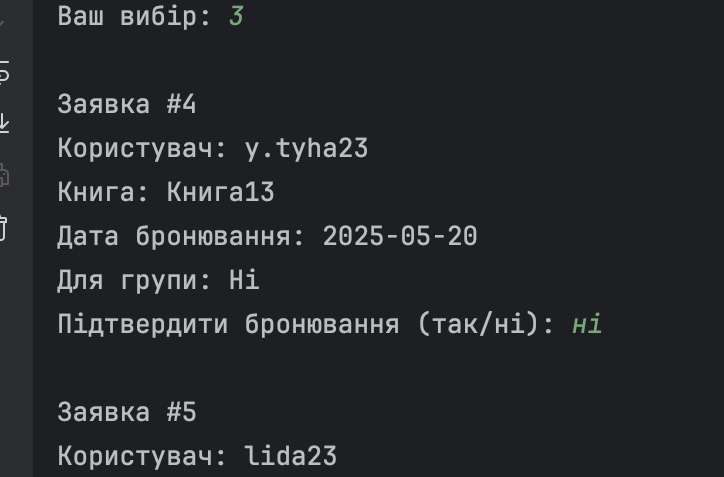 Ваш вибір: 3
Заявка #4
Користувач: y.tyha23
Книга: Книга13
Дата бронювання: 2025-05-20
Для групи: Ні
Підтвердити бронювання (так/ні): ні
Заявка #5
Користувач: lida23